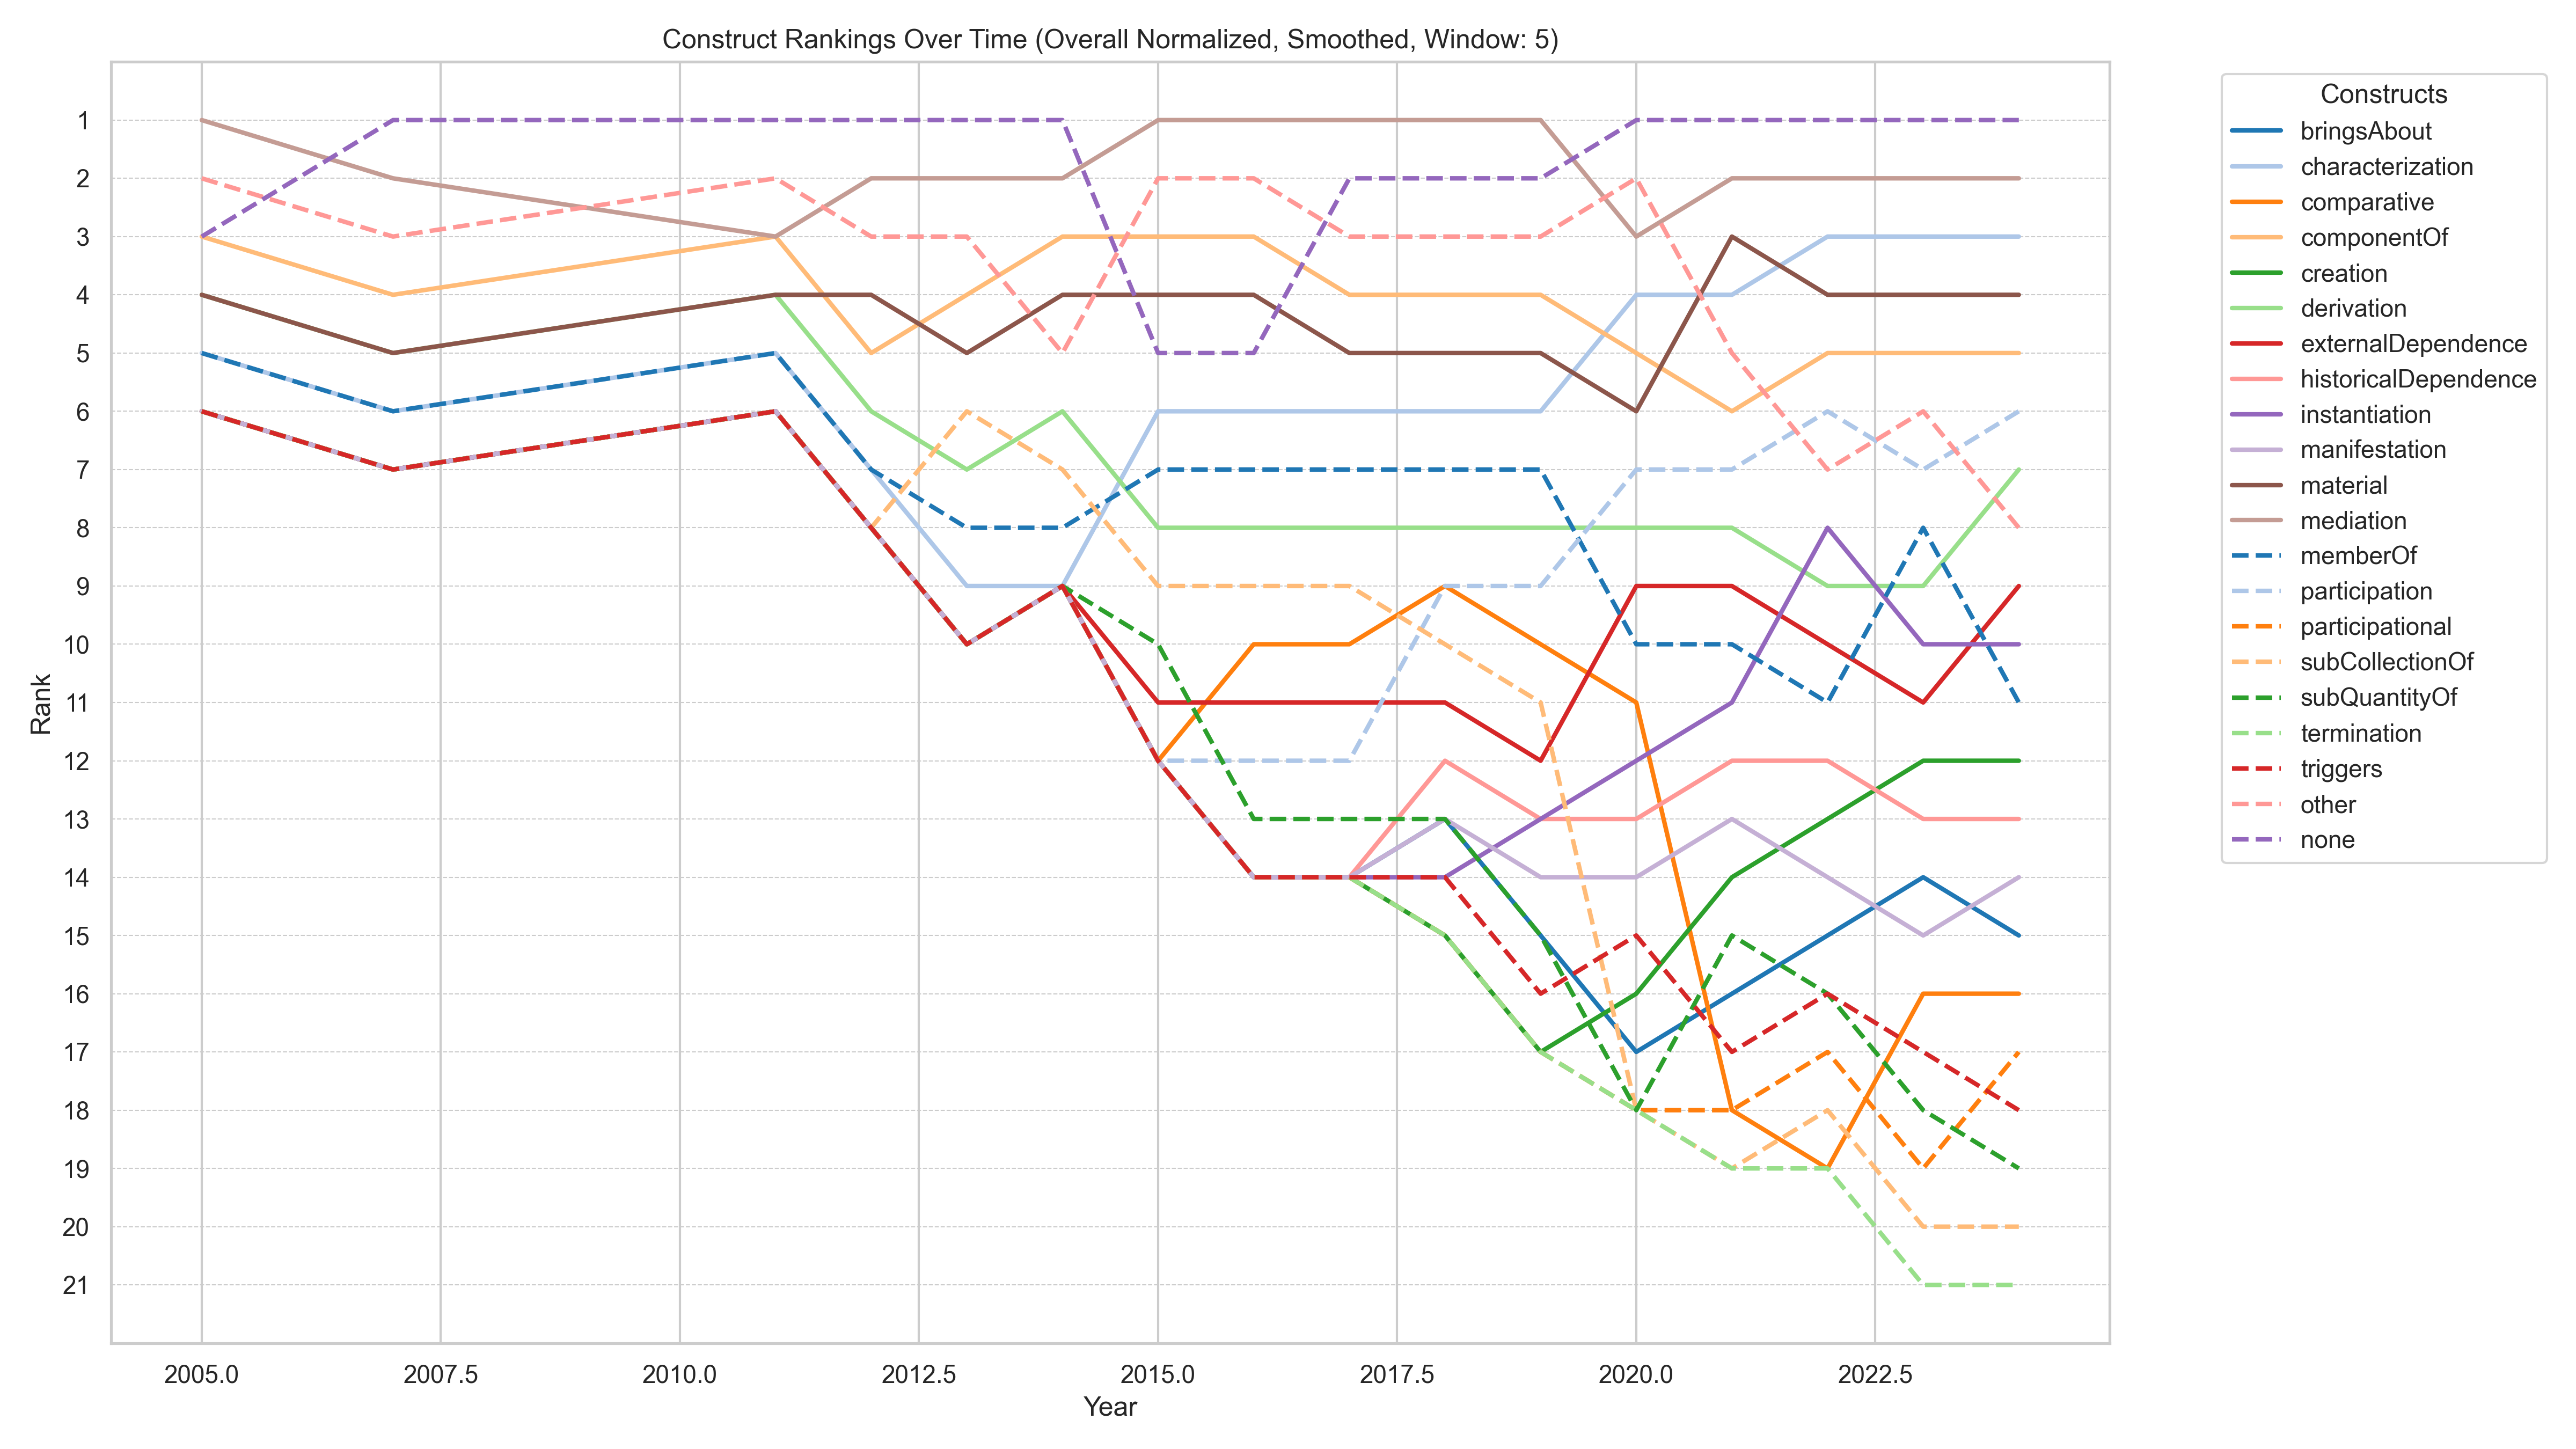 Construct Rankings Over Time (Overall Normalized, Smoothed, Window: 5)
Rank
1
2
3
4
5
6
7
8
9
10
11
12
13
14
15
16
17
18
19
20
21
2005.0 2007.5 2010.0 2012.5 2015.0 2017.5 2020.0 2022.5
Year
Constructs
bringsAbout
characterization
comparative
componentOf
creation
derivation
externalDependence
historicalDependence
instantiation
manifestation
material
mediation
memberOf
participation
participational
subCollectionOf
subQuantityOf
termination
triggers
other
none